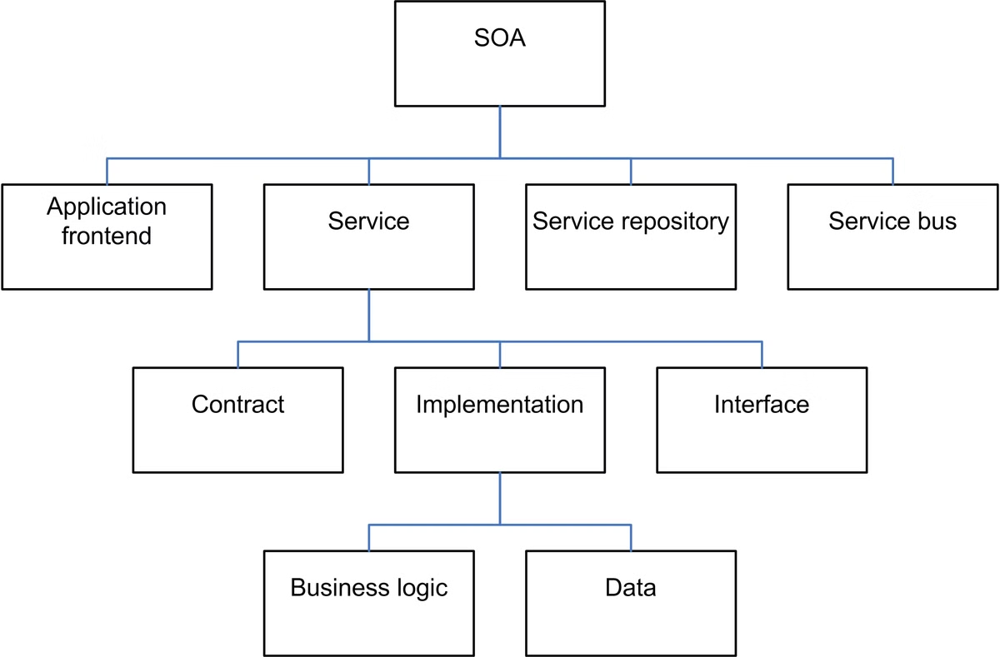 SOA
Application
frontend
Service
Service repository
Service bus
Contract
Implementation
Interface
Business logic
Data